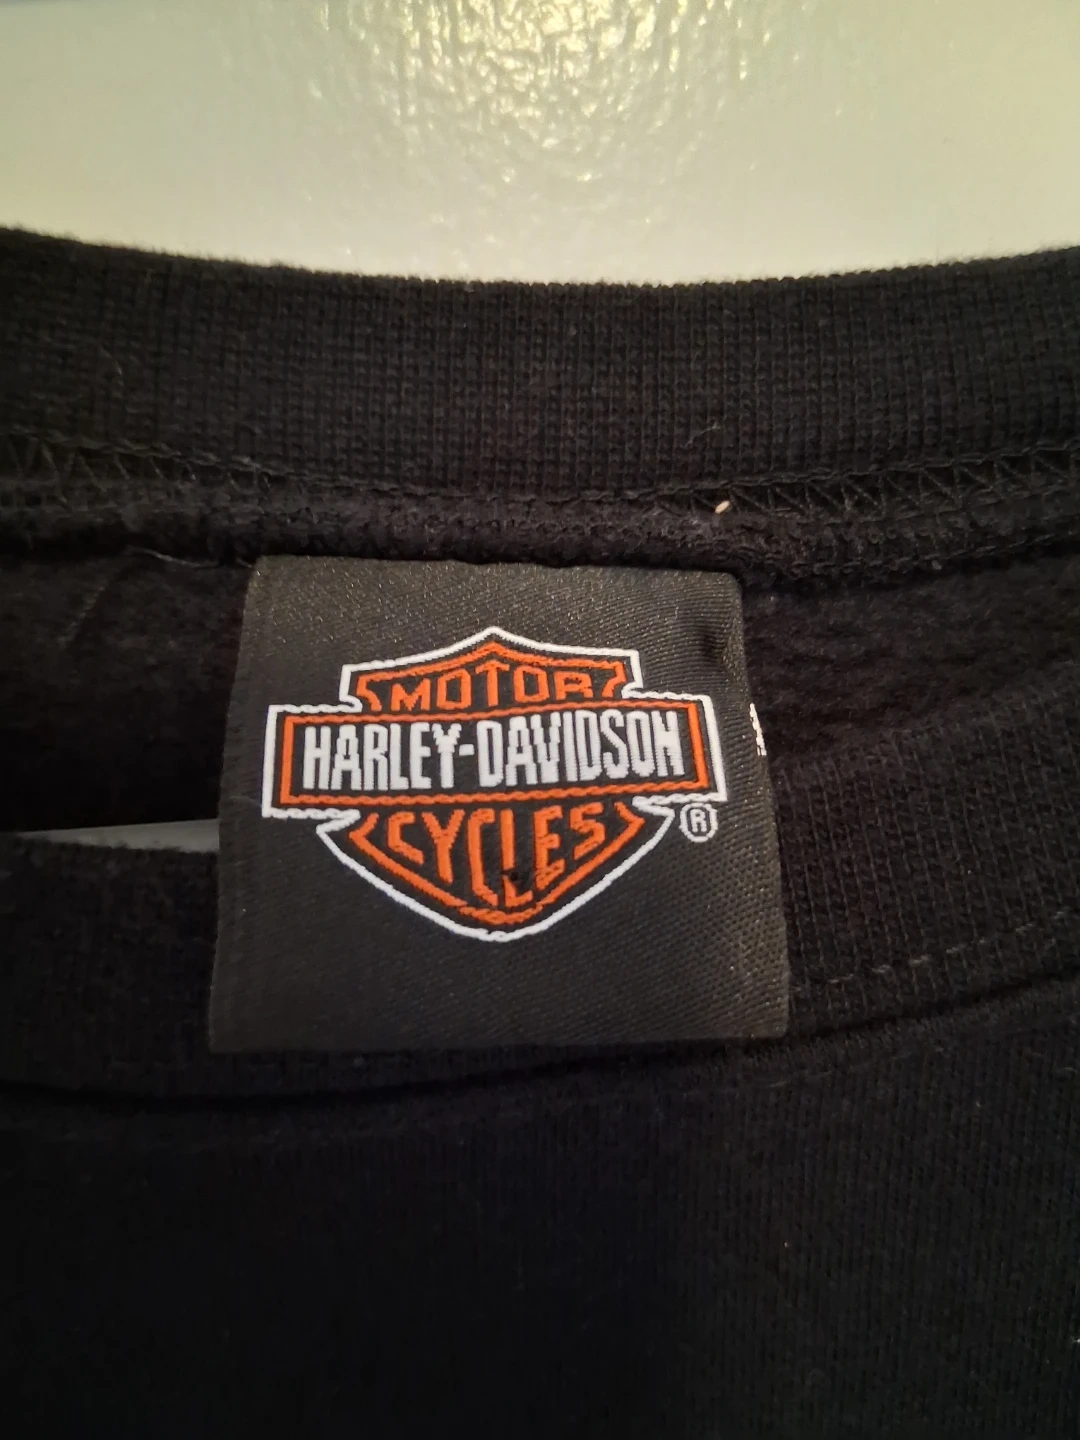 MOTOR
HARLEY-DAVIDSON
CYCLES
®